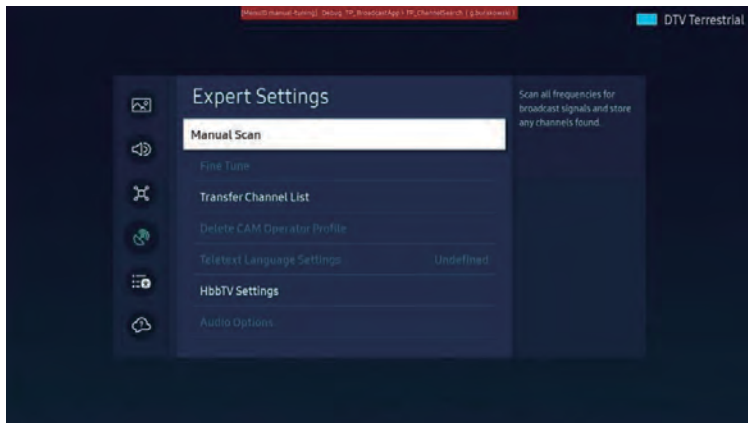 DTV Terrestrial
Expert Settings
Manual Scan
Fine Tune
Transfer Channel List
Delete CAM Operator Profile
Teletext Language Settings Undefined
HbbTV Settings
Audio Options
Scan all frequencies for
broadcast signals and store
any channels found.